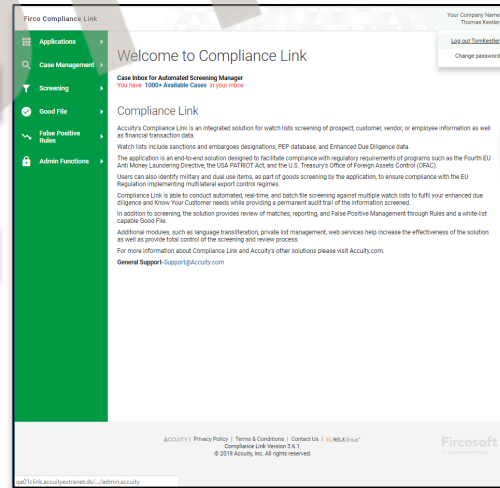 Firco Compliance Link
Your Company Name
Thomas Kestler
Log out TomKestler
Change password
Applications
Case Management
Screening
Good File
False Positive
Rules
Admin Functions
Welcome to Compliance Link
Case Inbox for Automated Screening Manager
You have 1000+ Available Cases in your inbox
Compliance Link
Accuity's Compliance Link is an integrated solution for watch lists screening of prospect, customer, vendor, or employee information as well
as financial transaction data.
Watch lists include sanctions and embargoes designations, PEP database, and Enhanced Due Diligence data.
The application is an end-to-end solution designed to facilitate compliance with regulatory requirements of programs such as the Fourth EU
Anti Money Laundering Directive, the USA PATRIOT Act, and the U.S. Treasury's Office of Foreign Assets Control (OFAC).
Users can also identify military and dual use items, as part of goods screening by the application, to ensure compliance with the EU
Regulation implementing multilateral export control regimes.
Compliance Link is able to conduct automated, real-time, and batch file screening against multiple watch lists to fulfil your enhanced due
diligence and Know Your Customer needs while providing a permanent audit trail of the information screened.
In addition to screening, the solution provides review of matches, reporting, and False Positive Management through Rules and a white-list
capable Good File.
Additional modules, such as language transliteration, private list management, web services help increase the effectiveness of the solution
as well as provide total control of the screening and review process.
For more information about Compliance Link and Accuity's other solutions please visit Accuity.com.
General Support-Support@Accuity.com
ACCUITY | Privacy Policy | Terms & Conditions | Contact Us | RELX Group™
Compliance Link Version 3.6.1
© 2019 Accuity, Inc. All rights reserved.
Fircosoft
qa01clink.accuityextranet.ds/.../admin.accuity